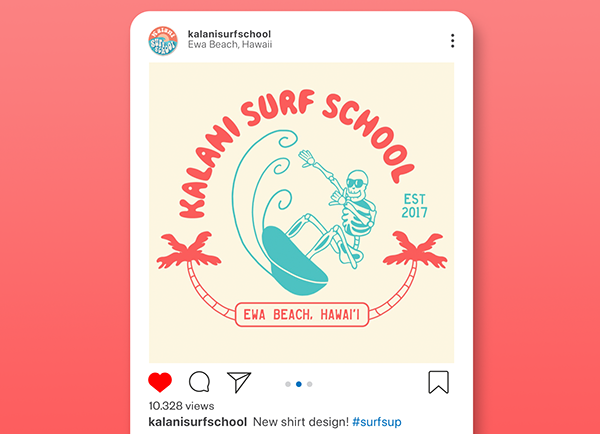 kalanisurfschool
Ewa Beach, Hawaii
KALANI SURF SCHOOL
EST
2017
EWA BEACH, HAWAI'I
10,328 views
kalanisurfschool New shirt design! #surfsup